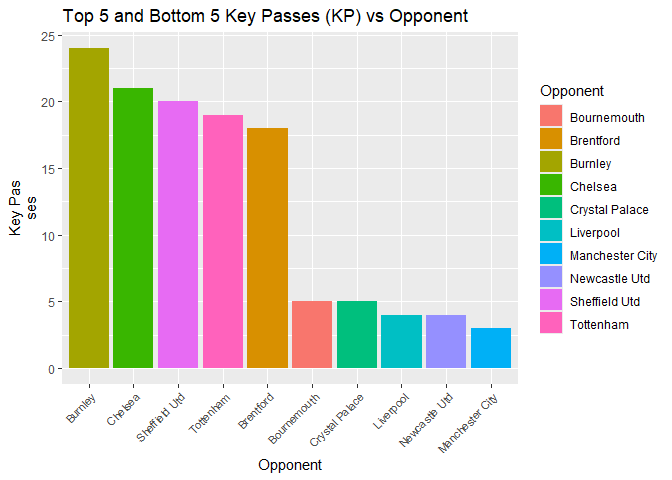 Top 5 and Bottom 5 Key Passes (KP) vs Opponent
Key Pas
ses
25
20
15
10
5
0
Burnley
Chelsea
Sheffield Utd
Tottenham
Brentford
Bournemouth
Crystal Palace
Liverpool
Newcastle Utd
Manchester City
Opponent
Opponent
Bournemouth
Brentford
Burnley
Chelsea
Crystal Palace
Liverpool
Manchester City
Newcastle Utd
Sheffield Utd
Tottenham